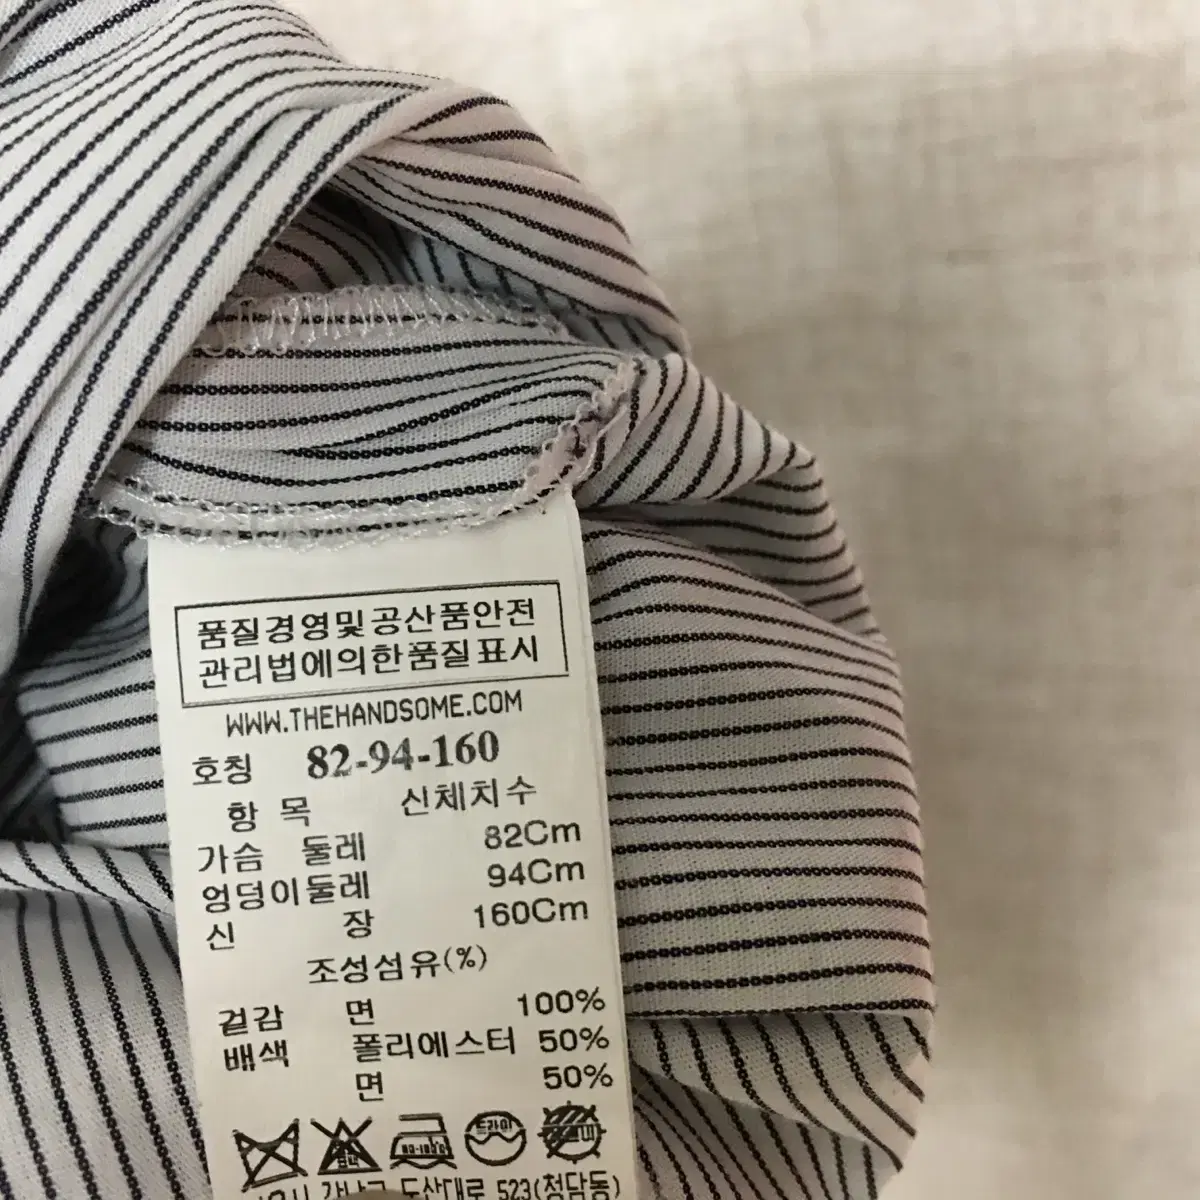 품질경영및공산품안전
관리법에의한품질표시
WWW.THEHANDSOME.COM
호칭 82-94-160
항 목 신체치수
가슴 둘레 82Cm
엉덩이둘레 94Cm
신 장 160Cm
조성섬유(%)
겉감 면 100%
배색 폴리에스터 50%
면 50%
드라이
도산대로 523(청담동)